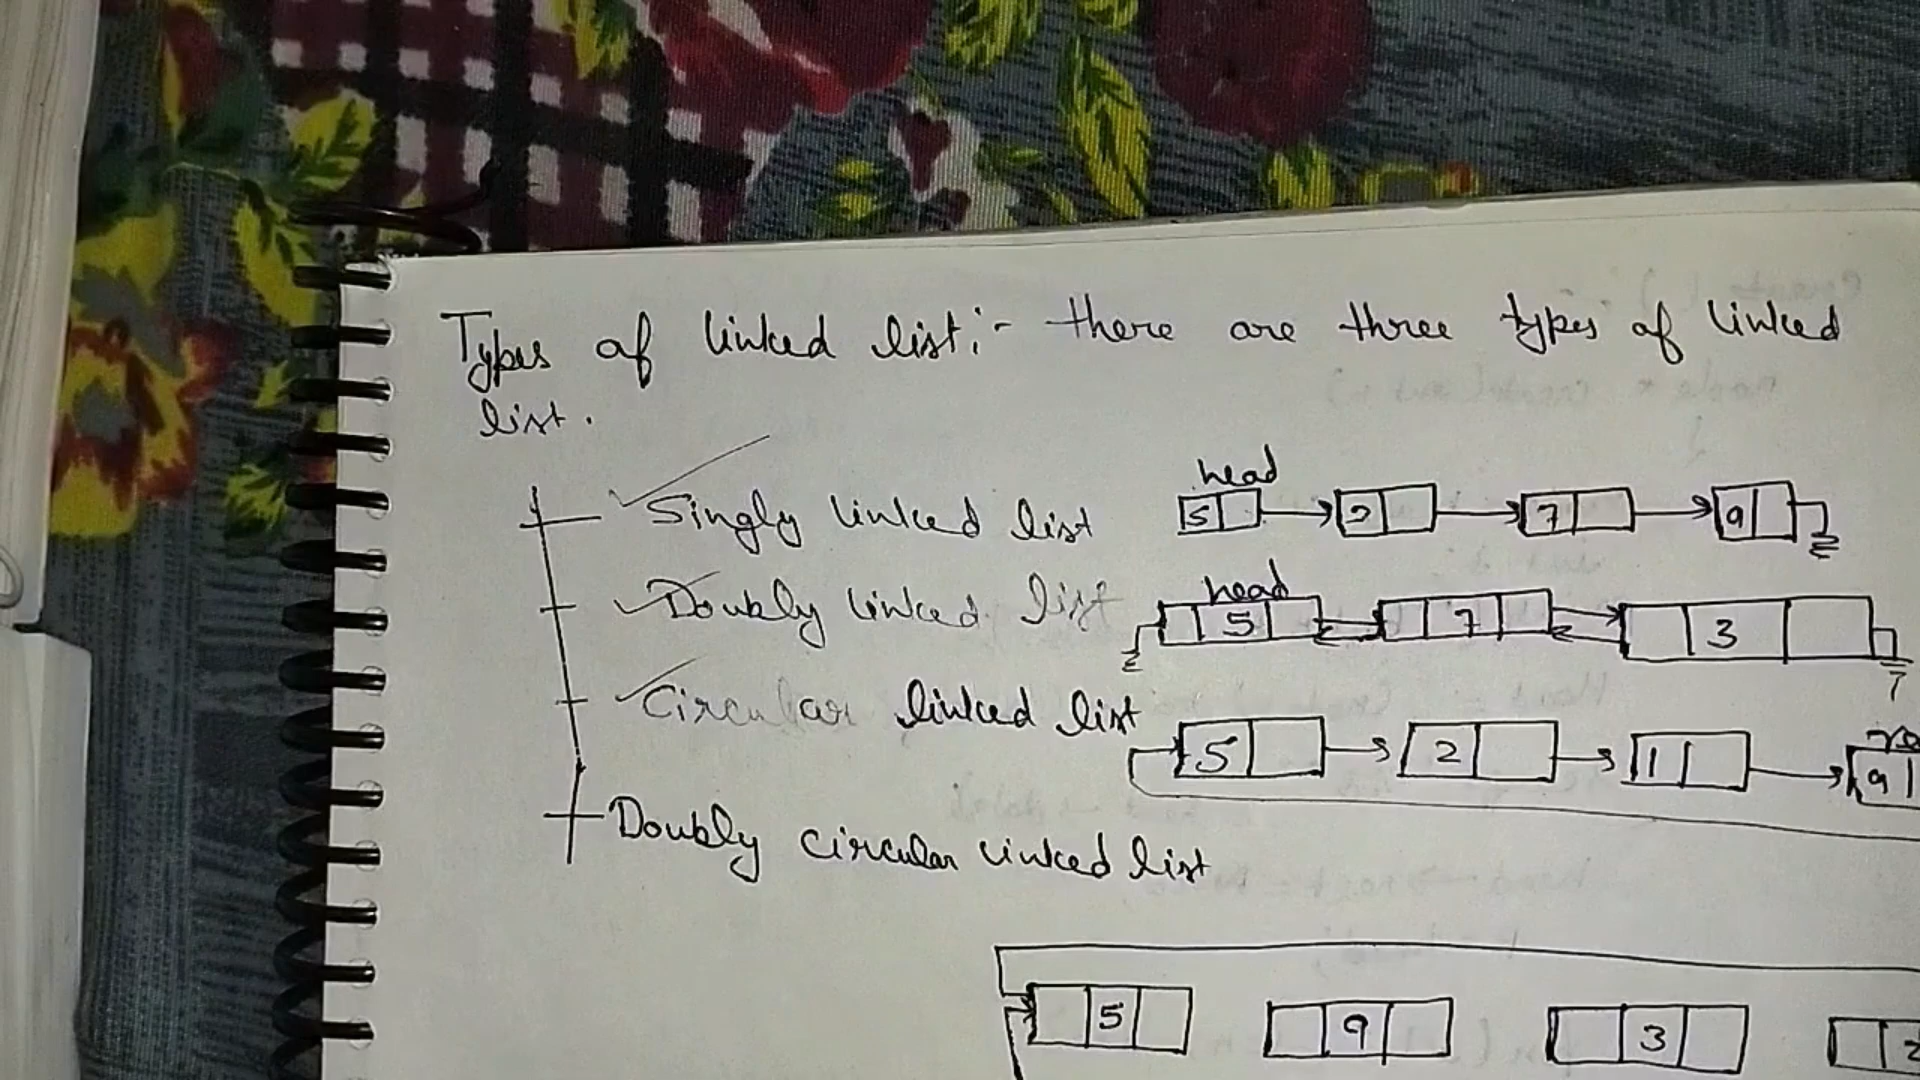 Types of linked list:- there are three types of linked
list.
head
Singly linked list 5 2 7 9
head
Doubly linked list 5 7 3
Circular linked list
5 2 1 9
Doubly circular linked list
5 9 3 2